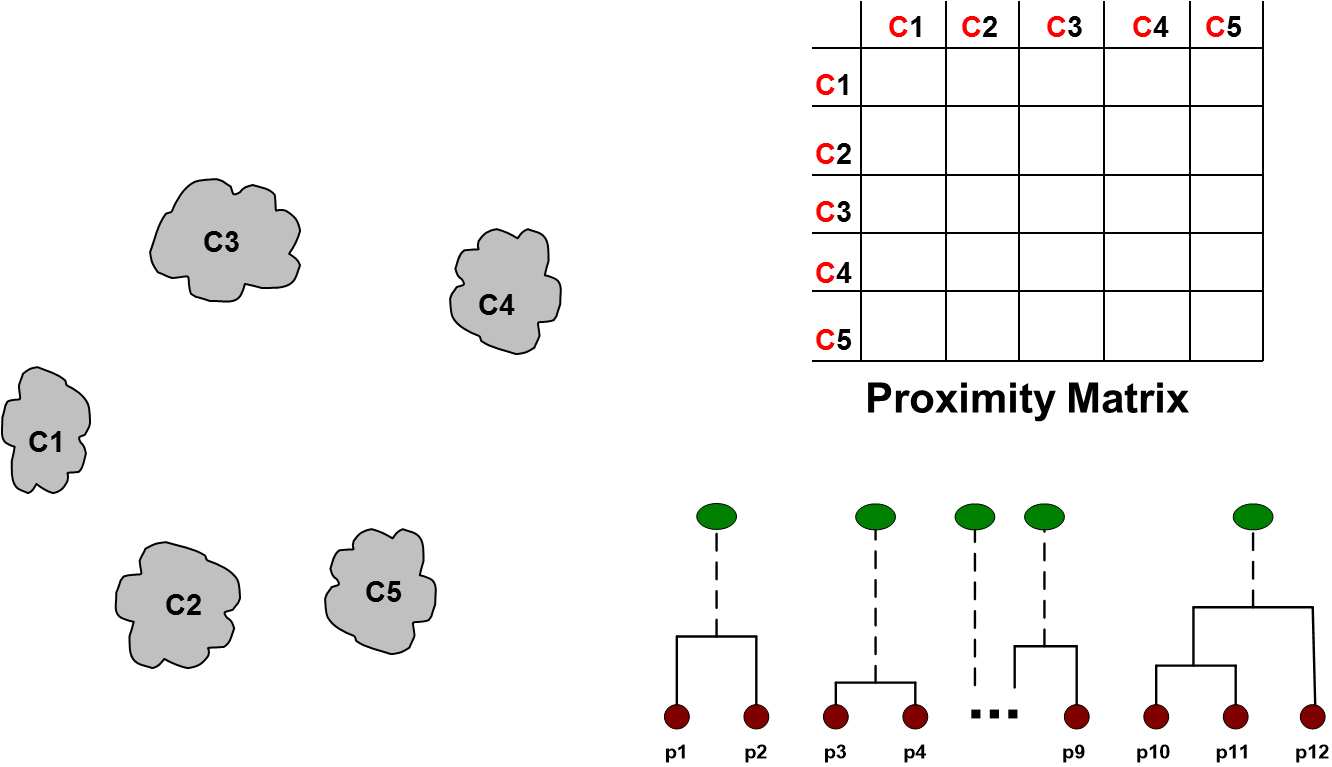 C1 C2 C3 C4 C5
C1
C2
C3
C4
C5
Proximity Matrix
C3
C4
C1
C2
C5
...
p1 p2 p3 p4 p9 p10 p11 p12